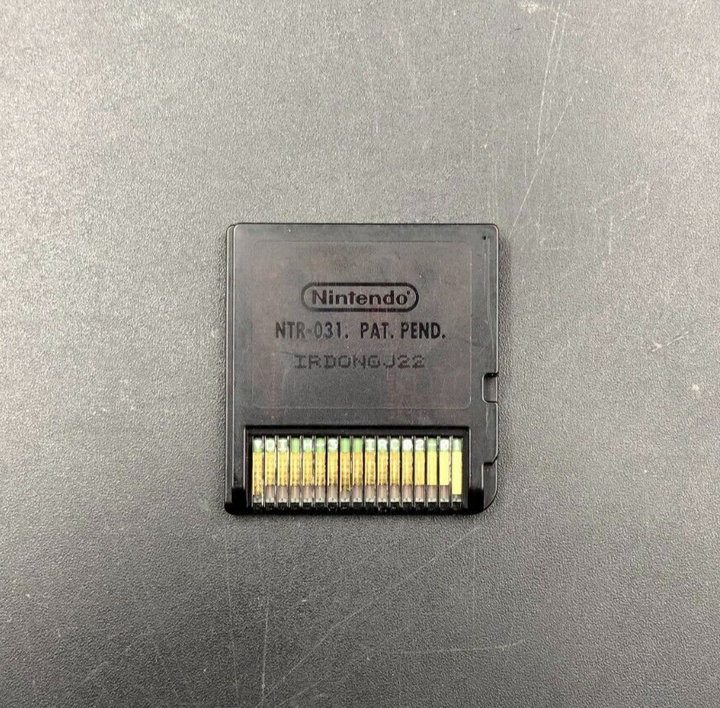 Nintendo®
NTR-031. PAT. PEND.
IRDONGJ22